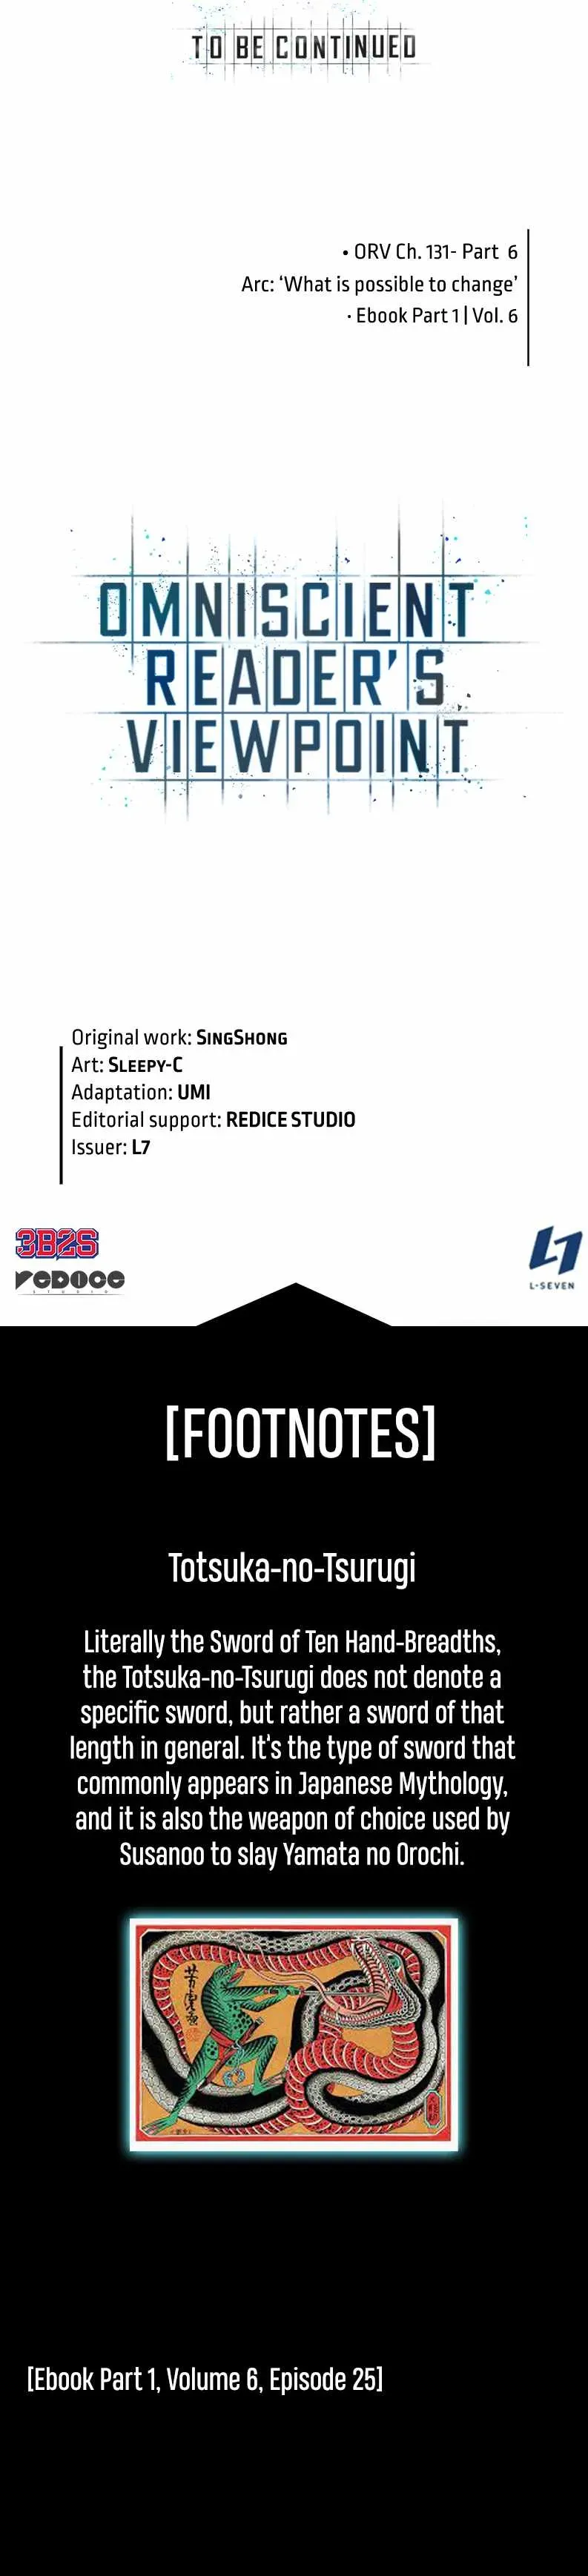 TO BE CONTINUED
• ORV Ch. 131- Part 6
Arc: ‘What is possible to change’
· Ebook Part 1 | Vol. 6
OMNISCIENT
READER'S
VIEWPOINT
Original work: SINGSHONG
Art: SLEEPY-C
Adaptation: UMI
Editorial support: REDICE STUDIO
Issuer: L7
3B2S
REDICE
STUDIO
L7
L·SEVEN
[FOOTNOTES]
Totsuka-no-Tsurugi
Literally the Sword of Ten Hand-Breadths,
the Totsuka-no-Tsurugi does not denote a
specific sword, but rather a sword of that
length in general. It's the type of sword that
commonly appears in Japanese Mythology,
and it is also the weapon of choice used by
Susanoo to slay Yamata no Orochi.
[Ebook Part 1, Volume 6, Episode 25]